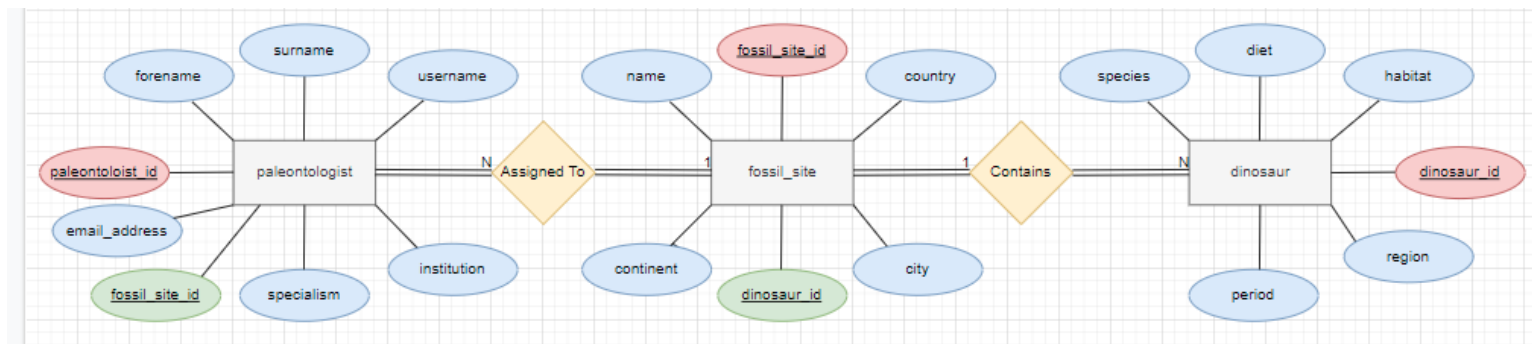 surname
fossil_site_id
diet
forename
username
name
country
species
habitat
N
1
1
N
paleontoloist_id
paleontologist
Assigned To
fossil_site
Contains
dinosaur
dinosaur_id
email_address
institution
continent
city
region
fossil_site_id
specialism
dinosaur_id
period